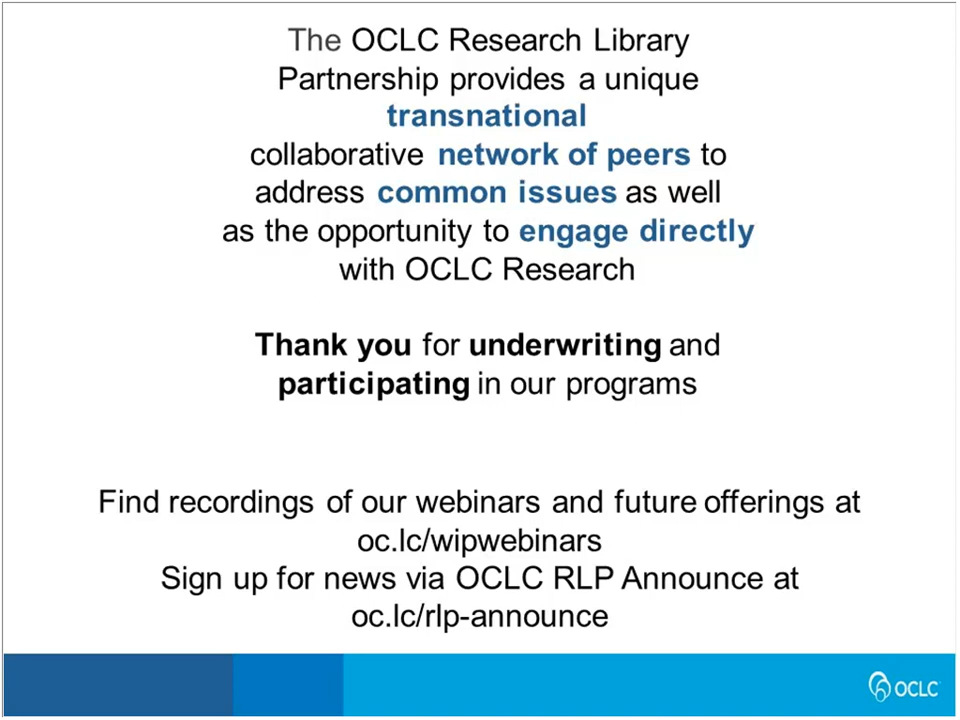 The OCLC Research Library
Partnership provides a unique
transnational
collaborative network of peers to
address common issues as well
as the opportunity to engage directly
with OCLC Research
Thank you for underwriting and
participating in our programs
Find recordings of our webinars and future offerings at
oc.lc/wipwebinars
Sign up for news via OCLC RLP Announce at
oc.lc/rlp-announce
OCLC